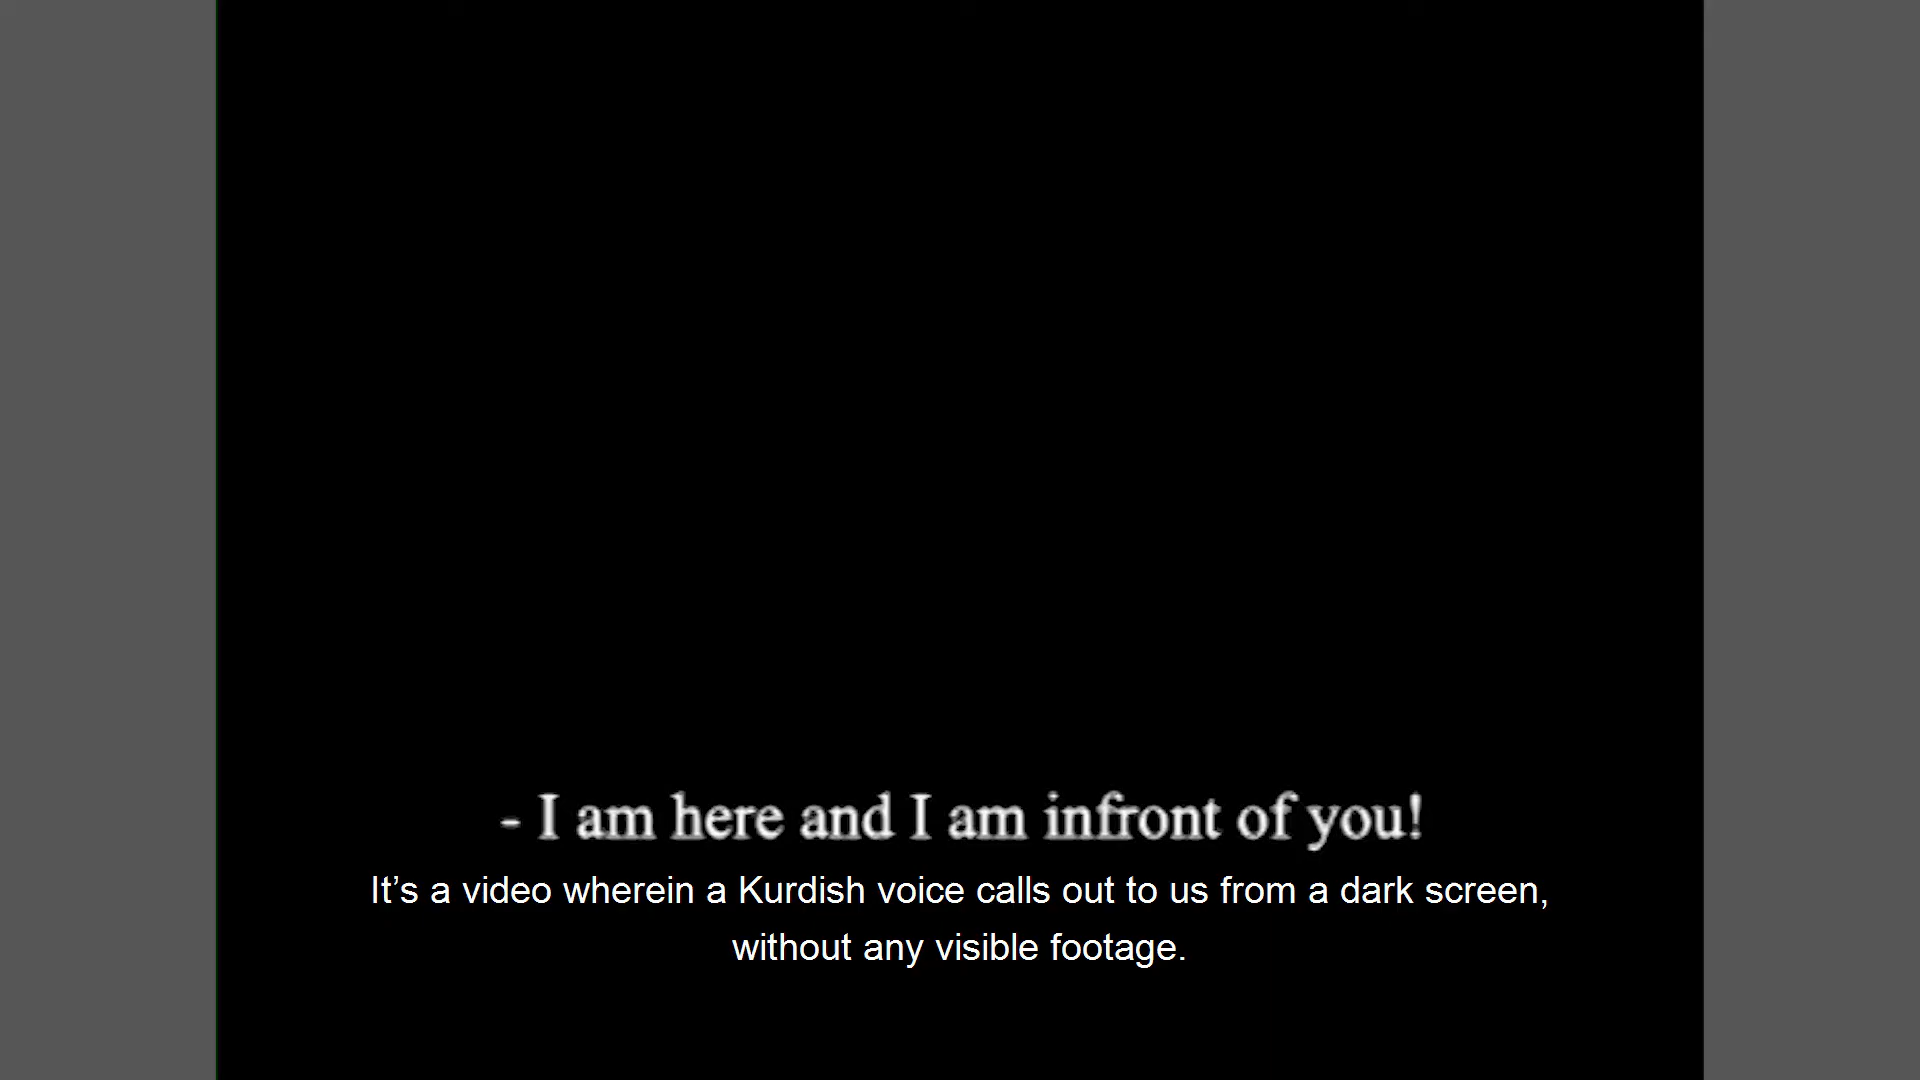 - I am here and I am infront of you!
It’s a video wherein a Kurdish voice calls out to us from a dark screen,
without any visible footage.